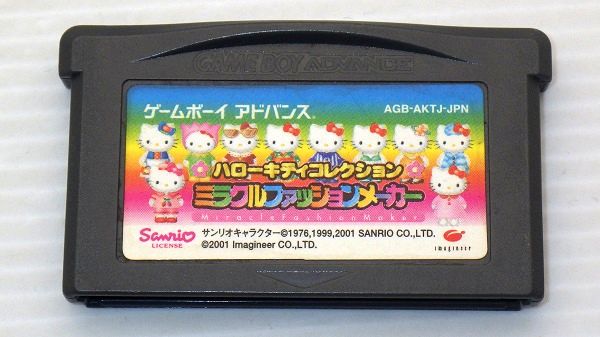 GAME BOY ADVANCE
ゲームボーイ アドバンス
AGB-AKTJ-JPN
ハローキティコレクション
ミラクルファッションメーカー
MiracleFashionMaker
Sanrio
LICENSE
サンリオキャラクター©1976,1999,2001 SANRIO CO.,LTD.
©2001 Imagineer CO.,LTD.
imagineer